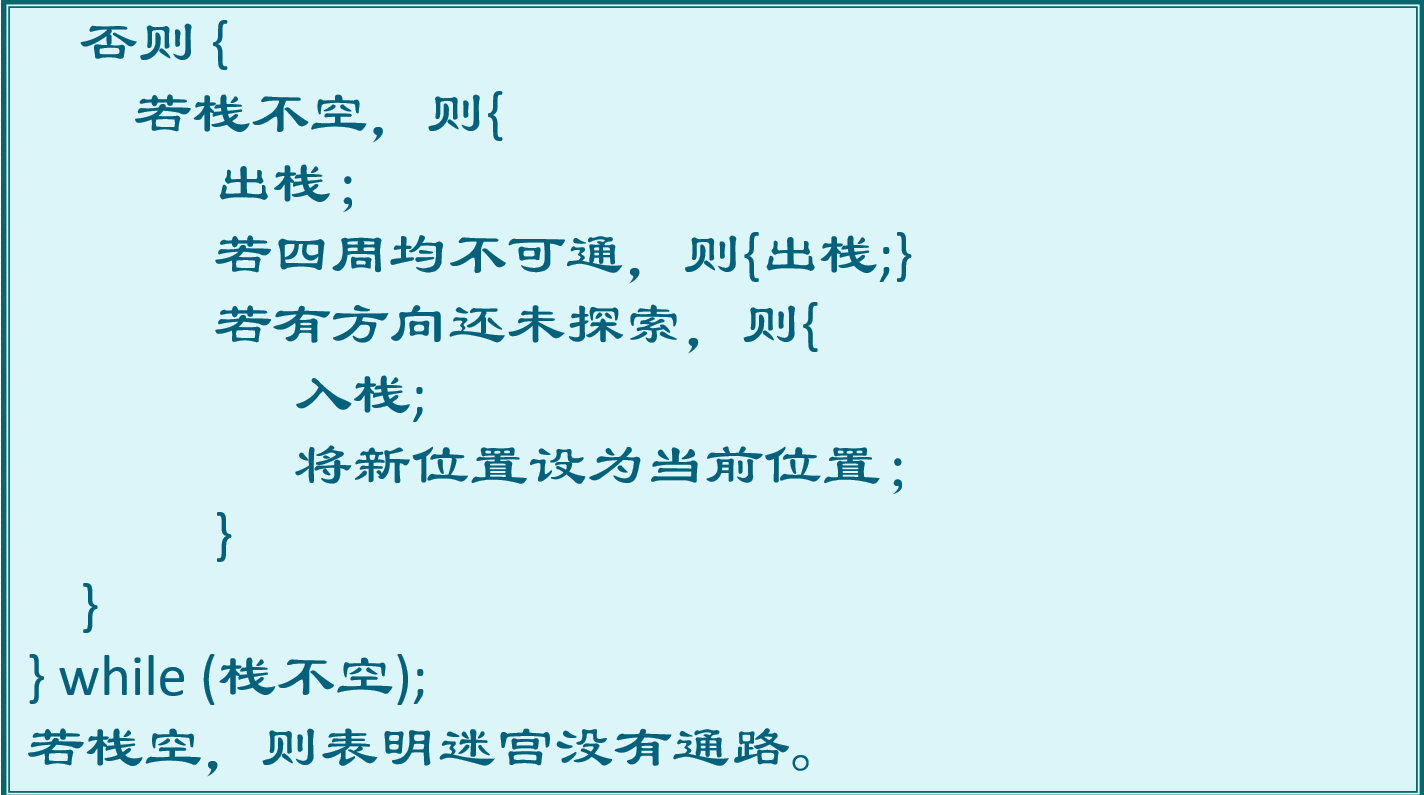 否则 {
若栈不空，则{
出栈；
若四周均不可通，则{出栈;}
若有方向还未探索，则{
入栈;
将新位置设为当前位置；
}
}
} while (栈不空);
若栈空，则表明迷宫没有通路。